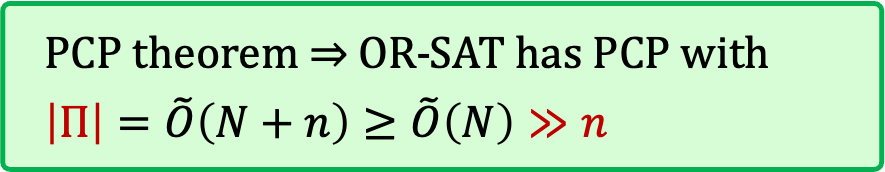 PCP theorem ⇒ OR-SAT has PCP with
|Π| = Õ(N + n) ≥ Õ(N) ≫ n